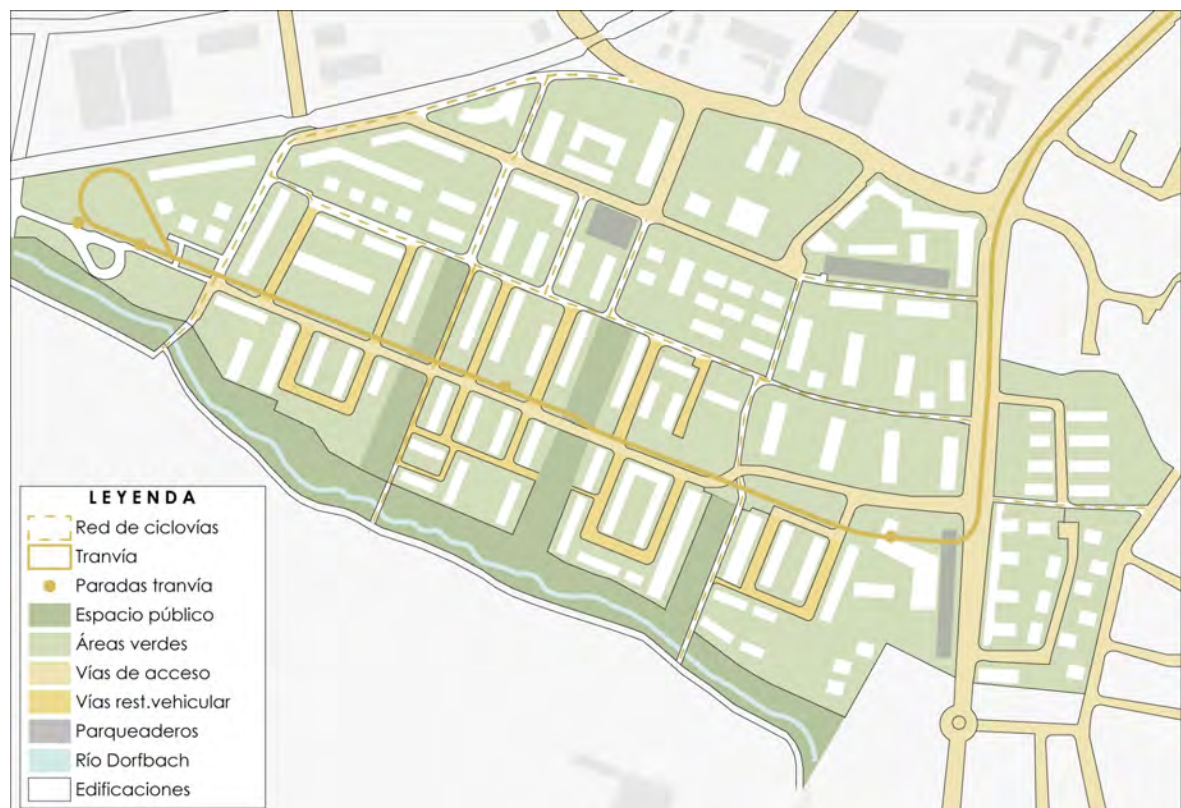 LEYENDA
Red de ciclovías
Tranvía
Paradas tranvía
Espacio público
Áreas verdes
Vías de acceso
Vías rest.vehicular
Parqueaderos
Río Dorfbach
Edificaciones